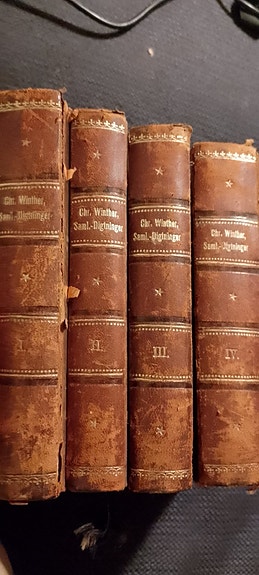 Chr. Winther,
Saml.-Digtninger
I.
Chr. Winther,
Saml.-Digtninger
II.
Chr. Winther,
Saml.-Digtninger
III.
Chr. Winther,
Saml.-Digtninger
IV.